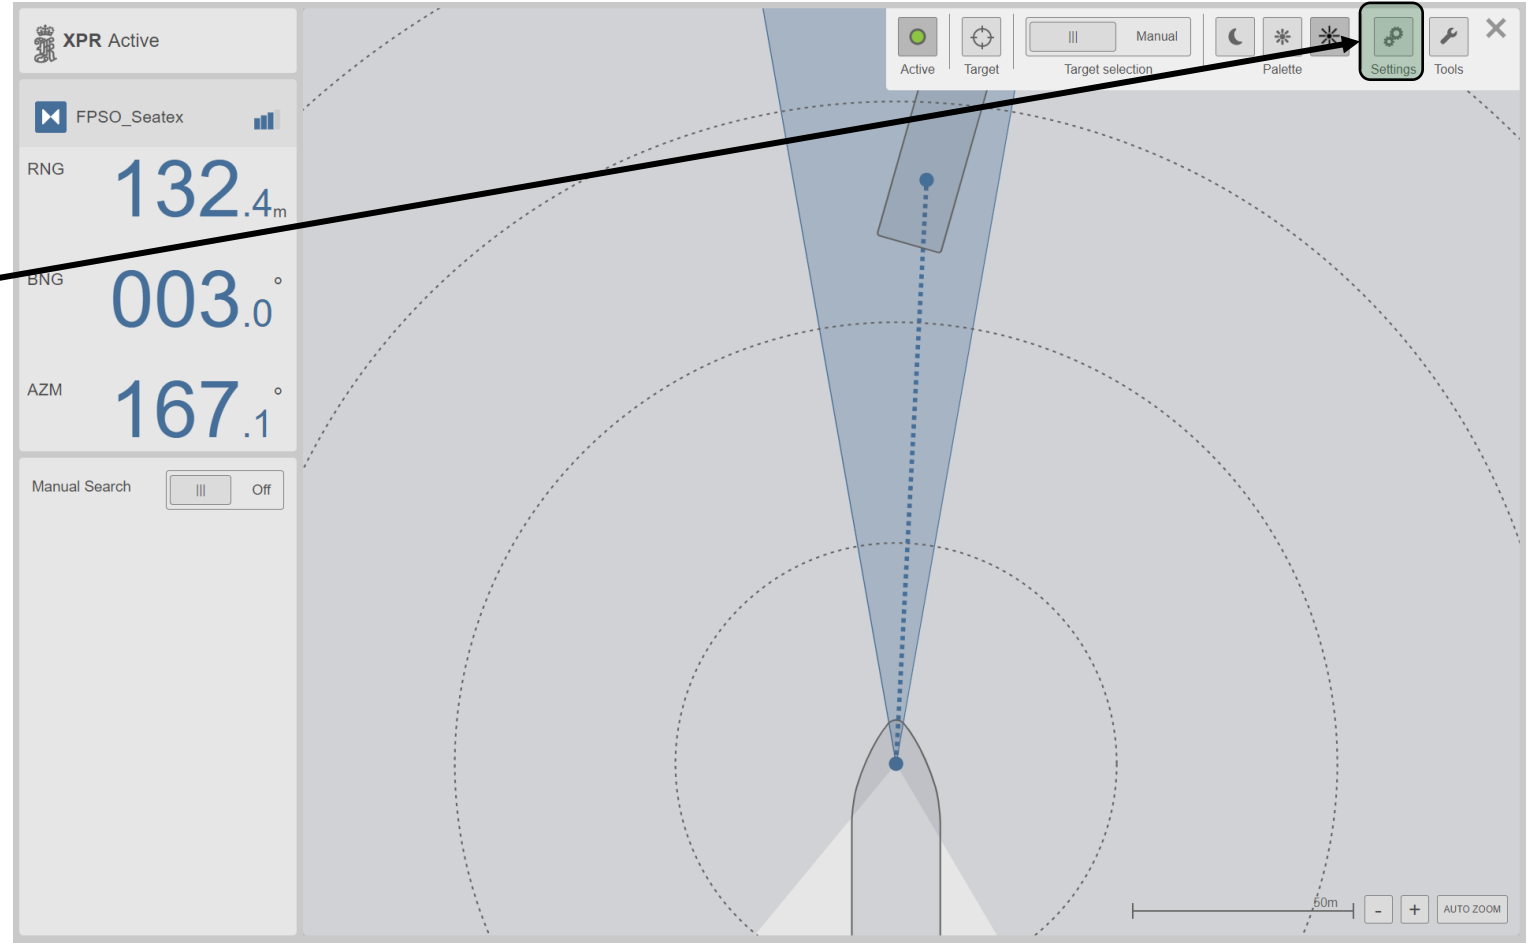 XPR Active
FPSO_Seatex
RNG
132.4m
BNG
003.0°
AZM
167.1°
Manual Search
Off
Manual
Active
Target
Target selection
Palette
Settings
Tools
50m
-
+
AUTO ZOOM